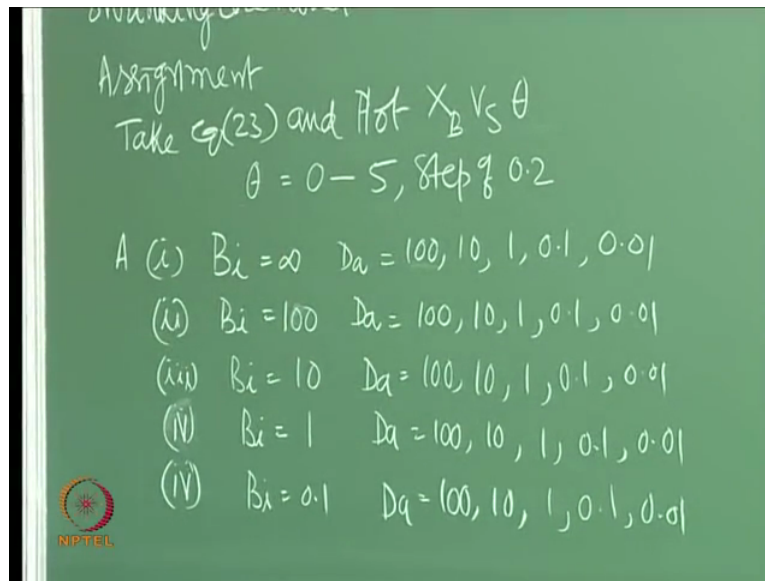 Assignment
Take Eq(23) and Plot X_B Vs θ
θ = 0 – 5, Step of 0.2
A (i) Bi = ∞ Da = 100, 10, 1, 0.1, 0.01
(ii) Bi = 100 Da = 100, 10, 1, 0.1, 0.01
(iii) Bi = 10 Da = 100, 10, 1, 0.1, 0.01
(iv) Bi = 1 Da = 100, 10, 1, 0.1, 0.01
(iv) Bi = 0.1 Da = 100, 10, 1, 0.1, 0.01
NPTEL